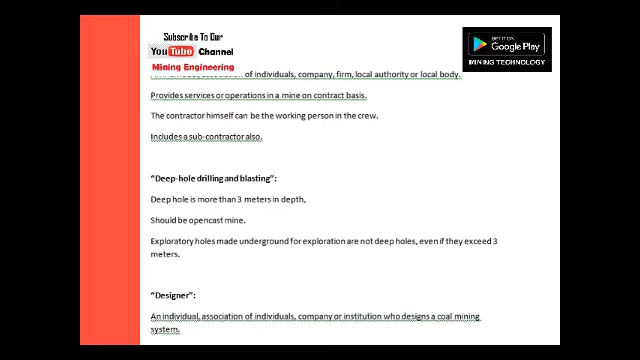 Subscribe To Our
YouTube Channel
Mining Engineering
GET IT ON
Google Play
MINING TECHNOLOGY
of individuals, company, firm, local authority or local body.
Provides services or operations in a mine on contract basis.
The contractor himself can be the working person in the crew.
Includes a sub-contractor also.
“Deep-hole drilling and blasting”:
Deep hole is more than 3 meters in depth.
Should be opencast mine.
Exploratory holes made underground for exploration are not deep holes, even if they exceed 3
meters.
“Designer”:
An individual, association of individuals, company or institution who designs a coal mining
system.